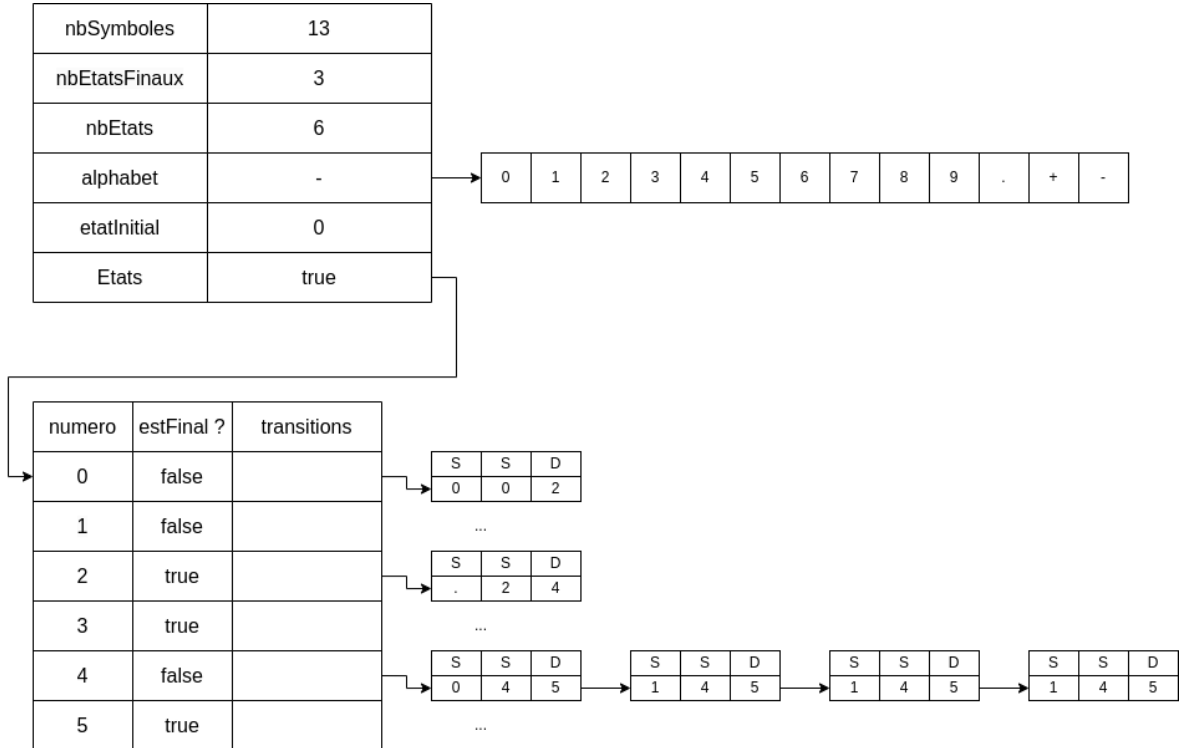 nbSymboles 13
nbEtatsFinaux 3
nbEtats 6
alphabet - 0 1 2 3 4 5 6 7 8 9 . + -
etatInitial 0
Etats true
numero estFinal ? transitions
0 false
S S D
0 0 2
1 false ...
2 true
S S D
. 2 4
3 true ...
4 false
S S D S S D S S D S S D
0 4 5 1 4 5 1 4 5 1 4 5
5 true ...